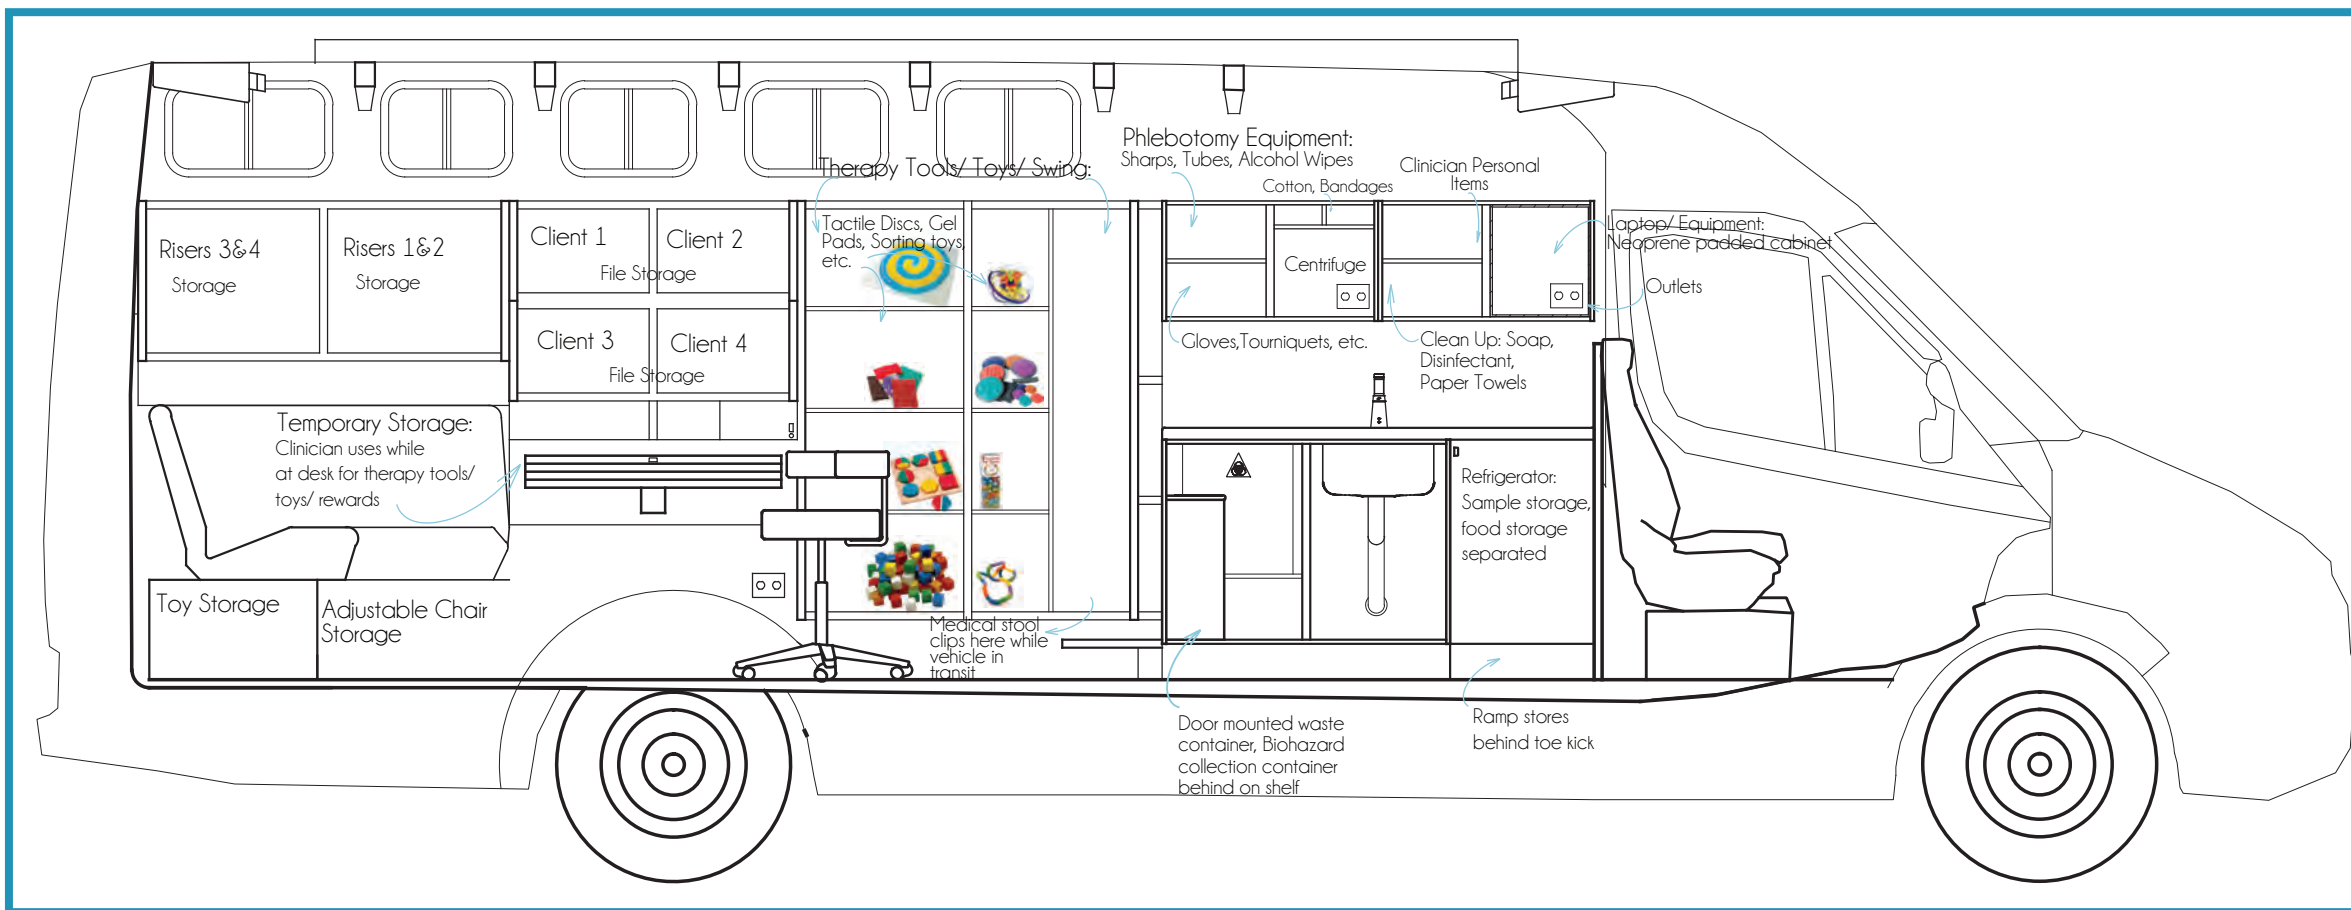 Phlebotomy Equipment:
Sharps, Tubes, Alcohol Wipes
Cotton, Bandages
Clinician Personal
Items
Therapy Tools/ Toys/ Swing:
Tactile Discs, Gel
Pads, Sorting toys,
etc.
Laptop/ Equipment:
Neoprene padded cabinet
Outlets
Risers 3&4
Storage
Risers 1&2
Storage
Client 1
Client 2
File Storage
Client 3
Client 4
File Storage
Centrifuge
Gloves,Tourniquets, etc.
Clean Up: Soap,
Disinfectant,
Paper Towels
Temporary Storage:
Clinician uses while
at desk for therapy tools/
toys/ rewards
Refrigerator:
Sample storage,
food storage
separated
Toy Storage
Adjustable Chair
Storage
Medical stool
clips here while
vehicle in
transit
Door mounted waste
container, Biohazard
collection container
behind on shelf
Ramp stores
behind toe kick